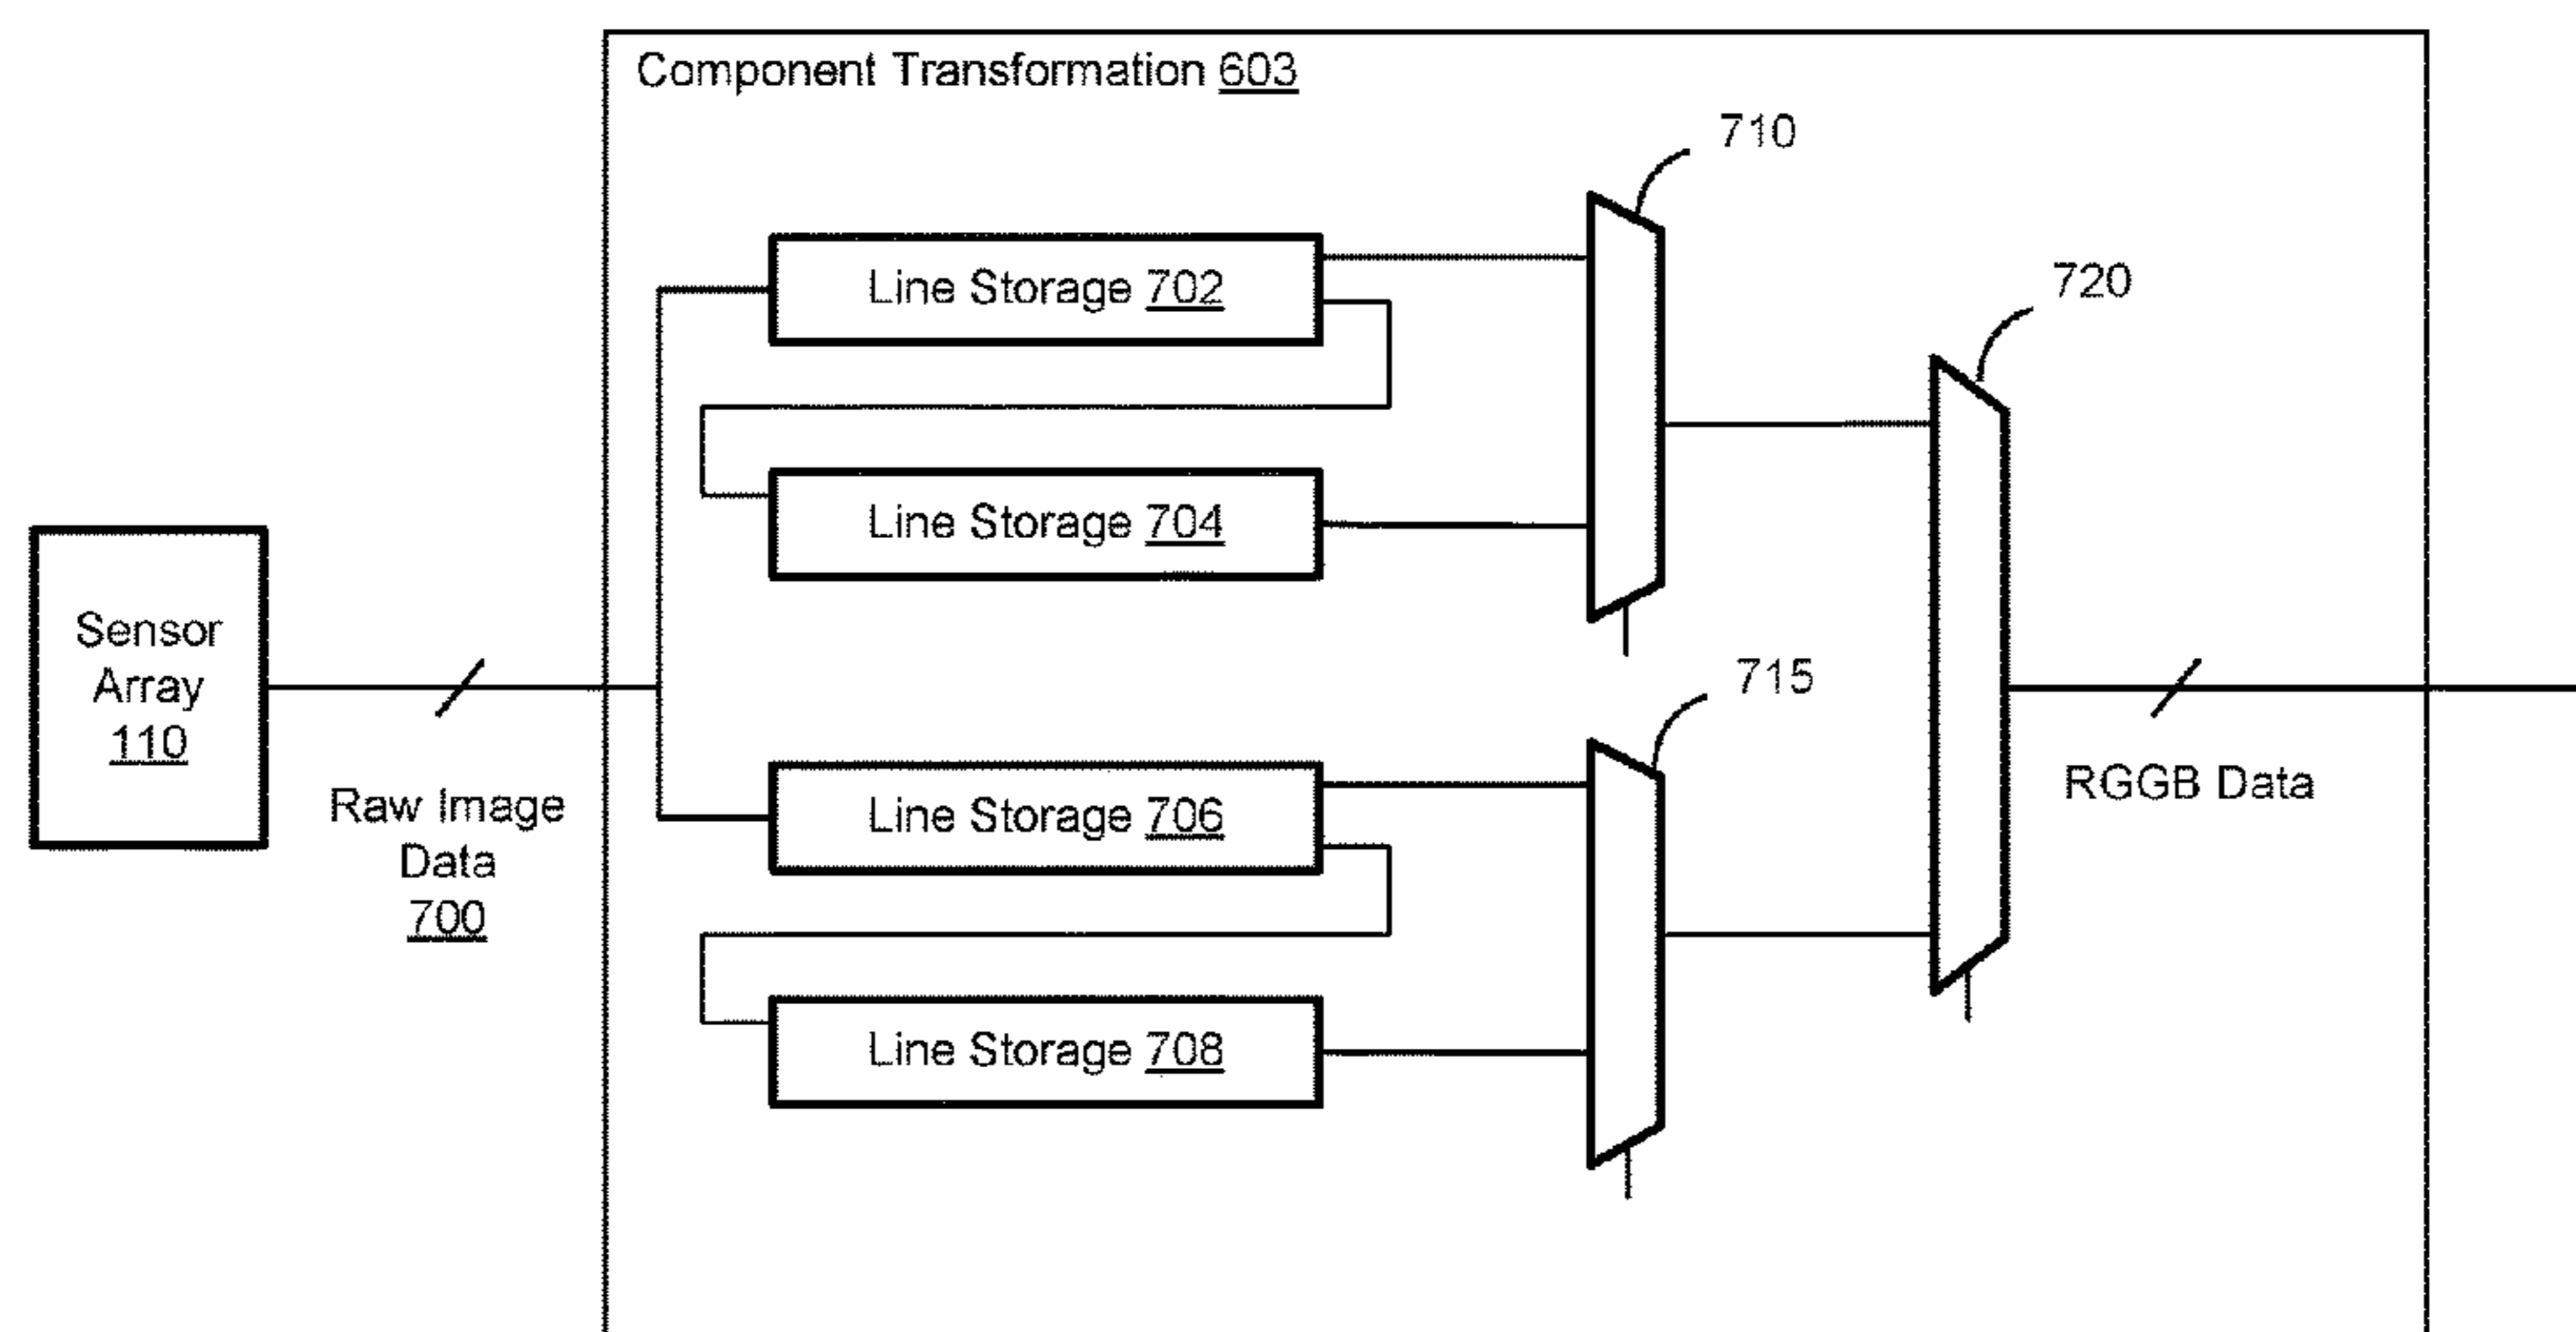 Component Transformation 603
710
720
Line Storage 702
Line Storage 704
Sensor
Array
110
Raw Image
Data
700
715
Line Storage 706
RGGB Data
Line Storage 708